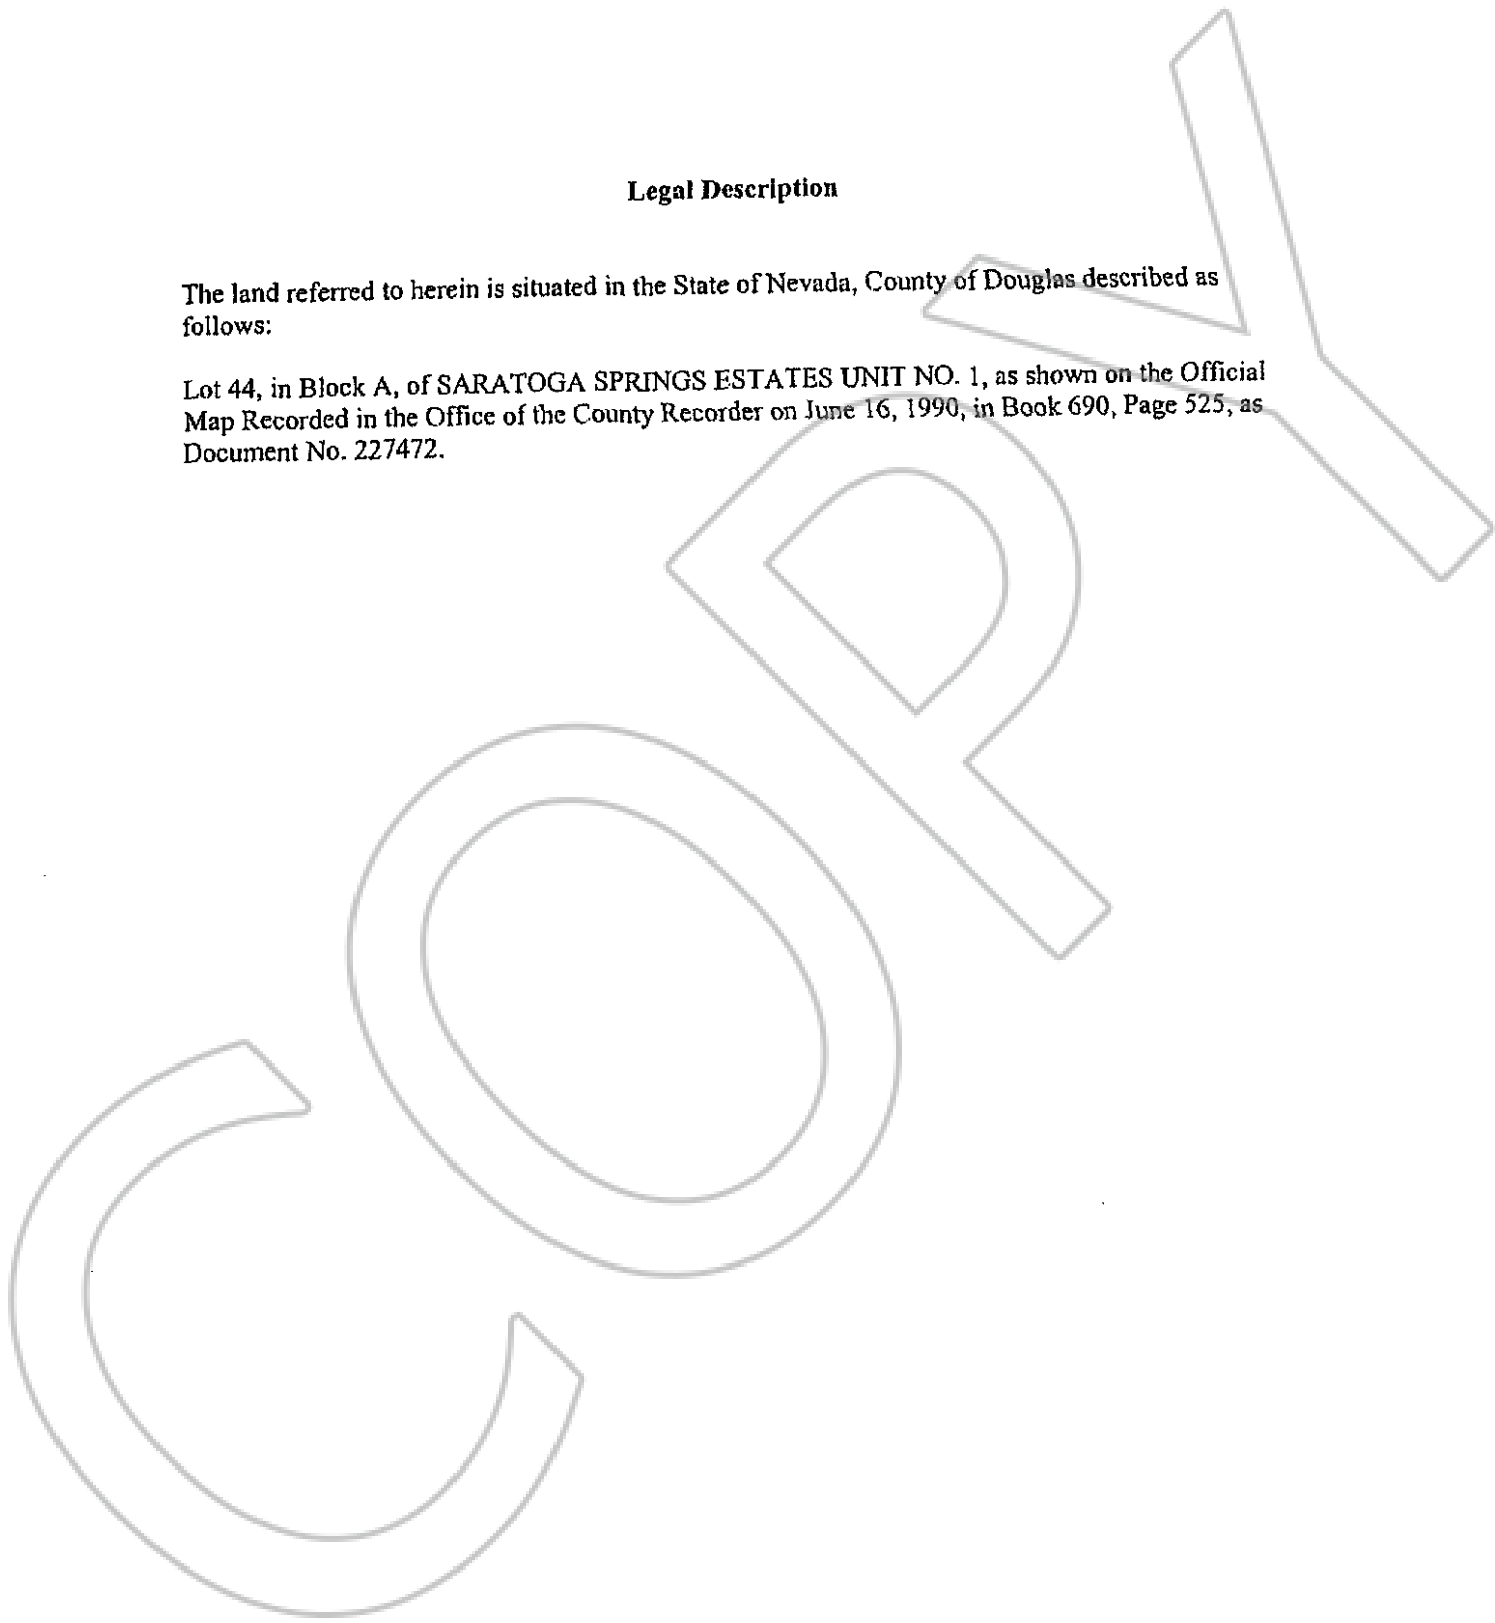 Legal Description
The land referred to herein is situated in the State of Nevada, County of Douglas described as
follows:
Lot 44, in Block A, of SARATOGA SPRINGS ESTATES UNIT NO. 1, as shown on the Official
Map Recorded in the Office of the County Recorder on June 16, 1990, in Book 690, Page 525, as
Document No. 227472.
COPY